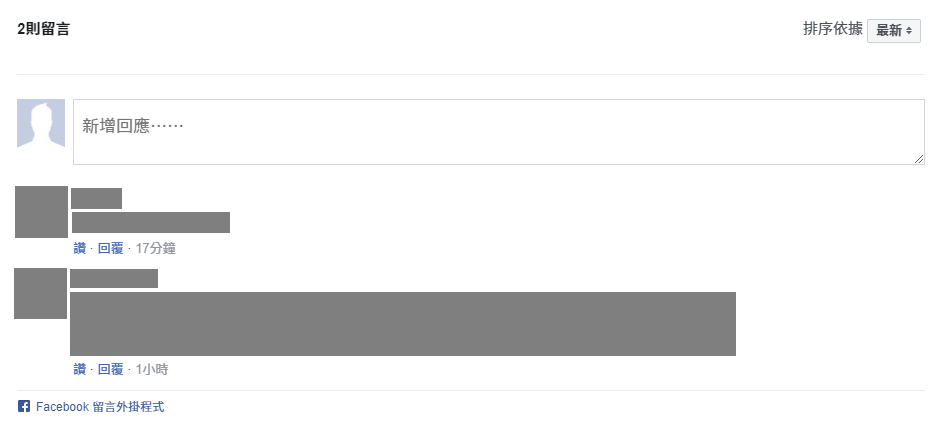 2則留言
排序依據 最新
新增回應⋯⋯
讚 · 回覆 · 17分鐘
讚 · 回覆 · 1小時
Facebook 留言外掛程式